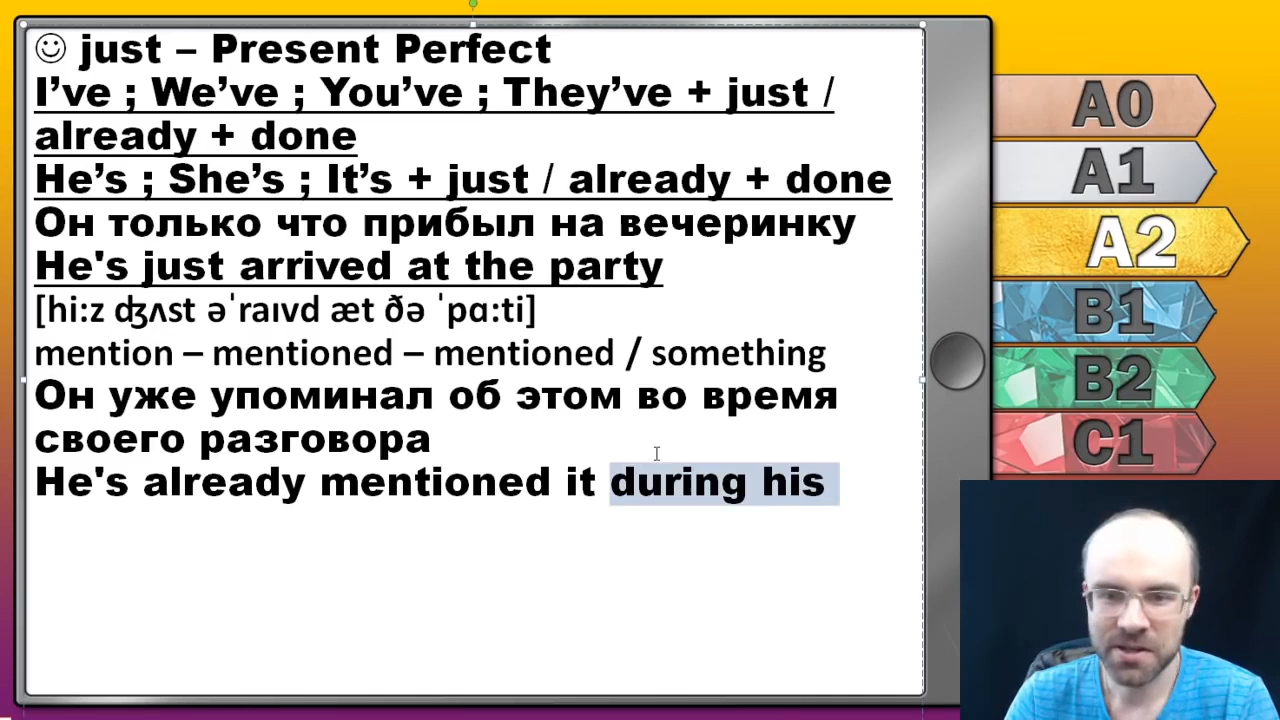 ☺ just – Present Perfect
I’ve ; We’ve ; You’ve ; They’ve + just /
already + done
He’s ; She’s ; It’s + just / already + done
Он только что прибыл на вечеринку
He's just arrived at the party
[hi:z ʤʌst əˈraɪvd æt ðə ˈpɑ:ti]
mention – mentioned – mentioned / something
Он уже упоминал об этом во время
своего разговора
He's already mentioned it during his
A0
A1
A2
B1
B2
C1